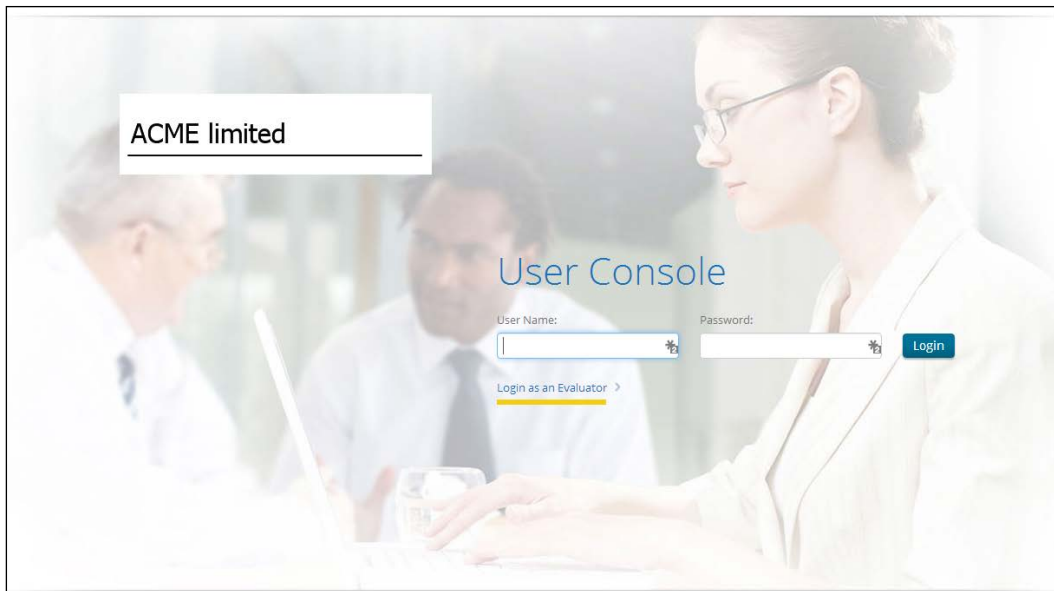 ACME limited
User Console
User Name:
Password:
Login
Login as an Evaluator >